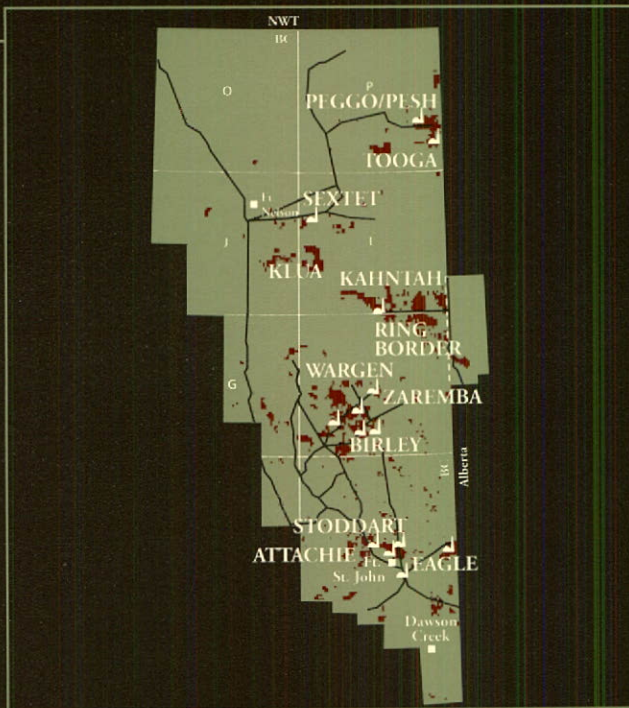 NWT
BC
O
P
PEGGO/PESH
TOOGA
SEXTET
Ft.
Nelson
J
I
KLUA
KAHNTAH
RING
BORDER
WARGEN
G
ZAREMBA
BIRLEY
BC
Alberta
STODDART
ATTACHIE
Ft.
St. John
EAGLE
Dawson
Creek